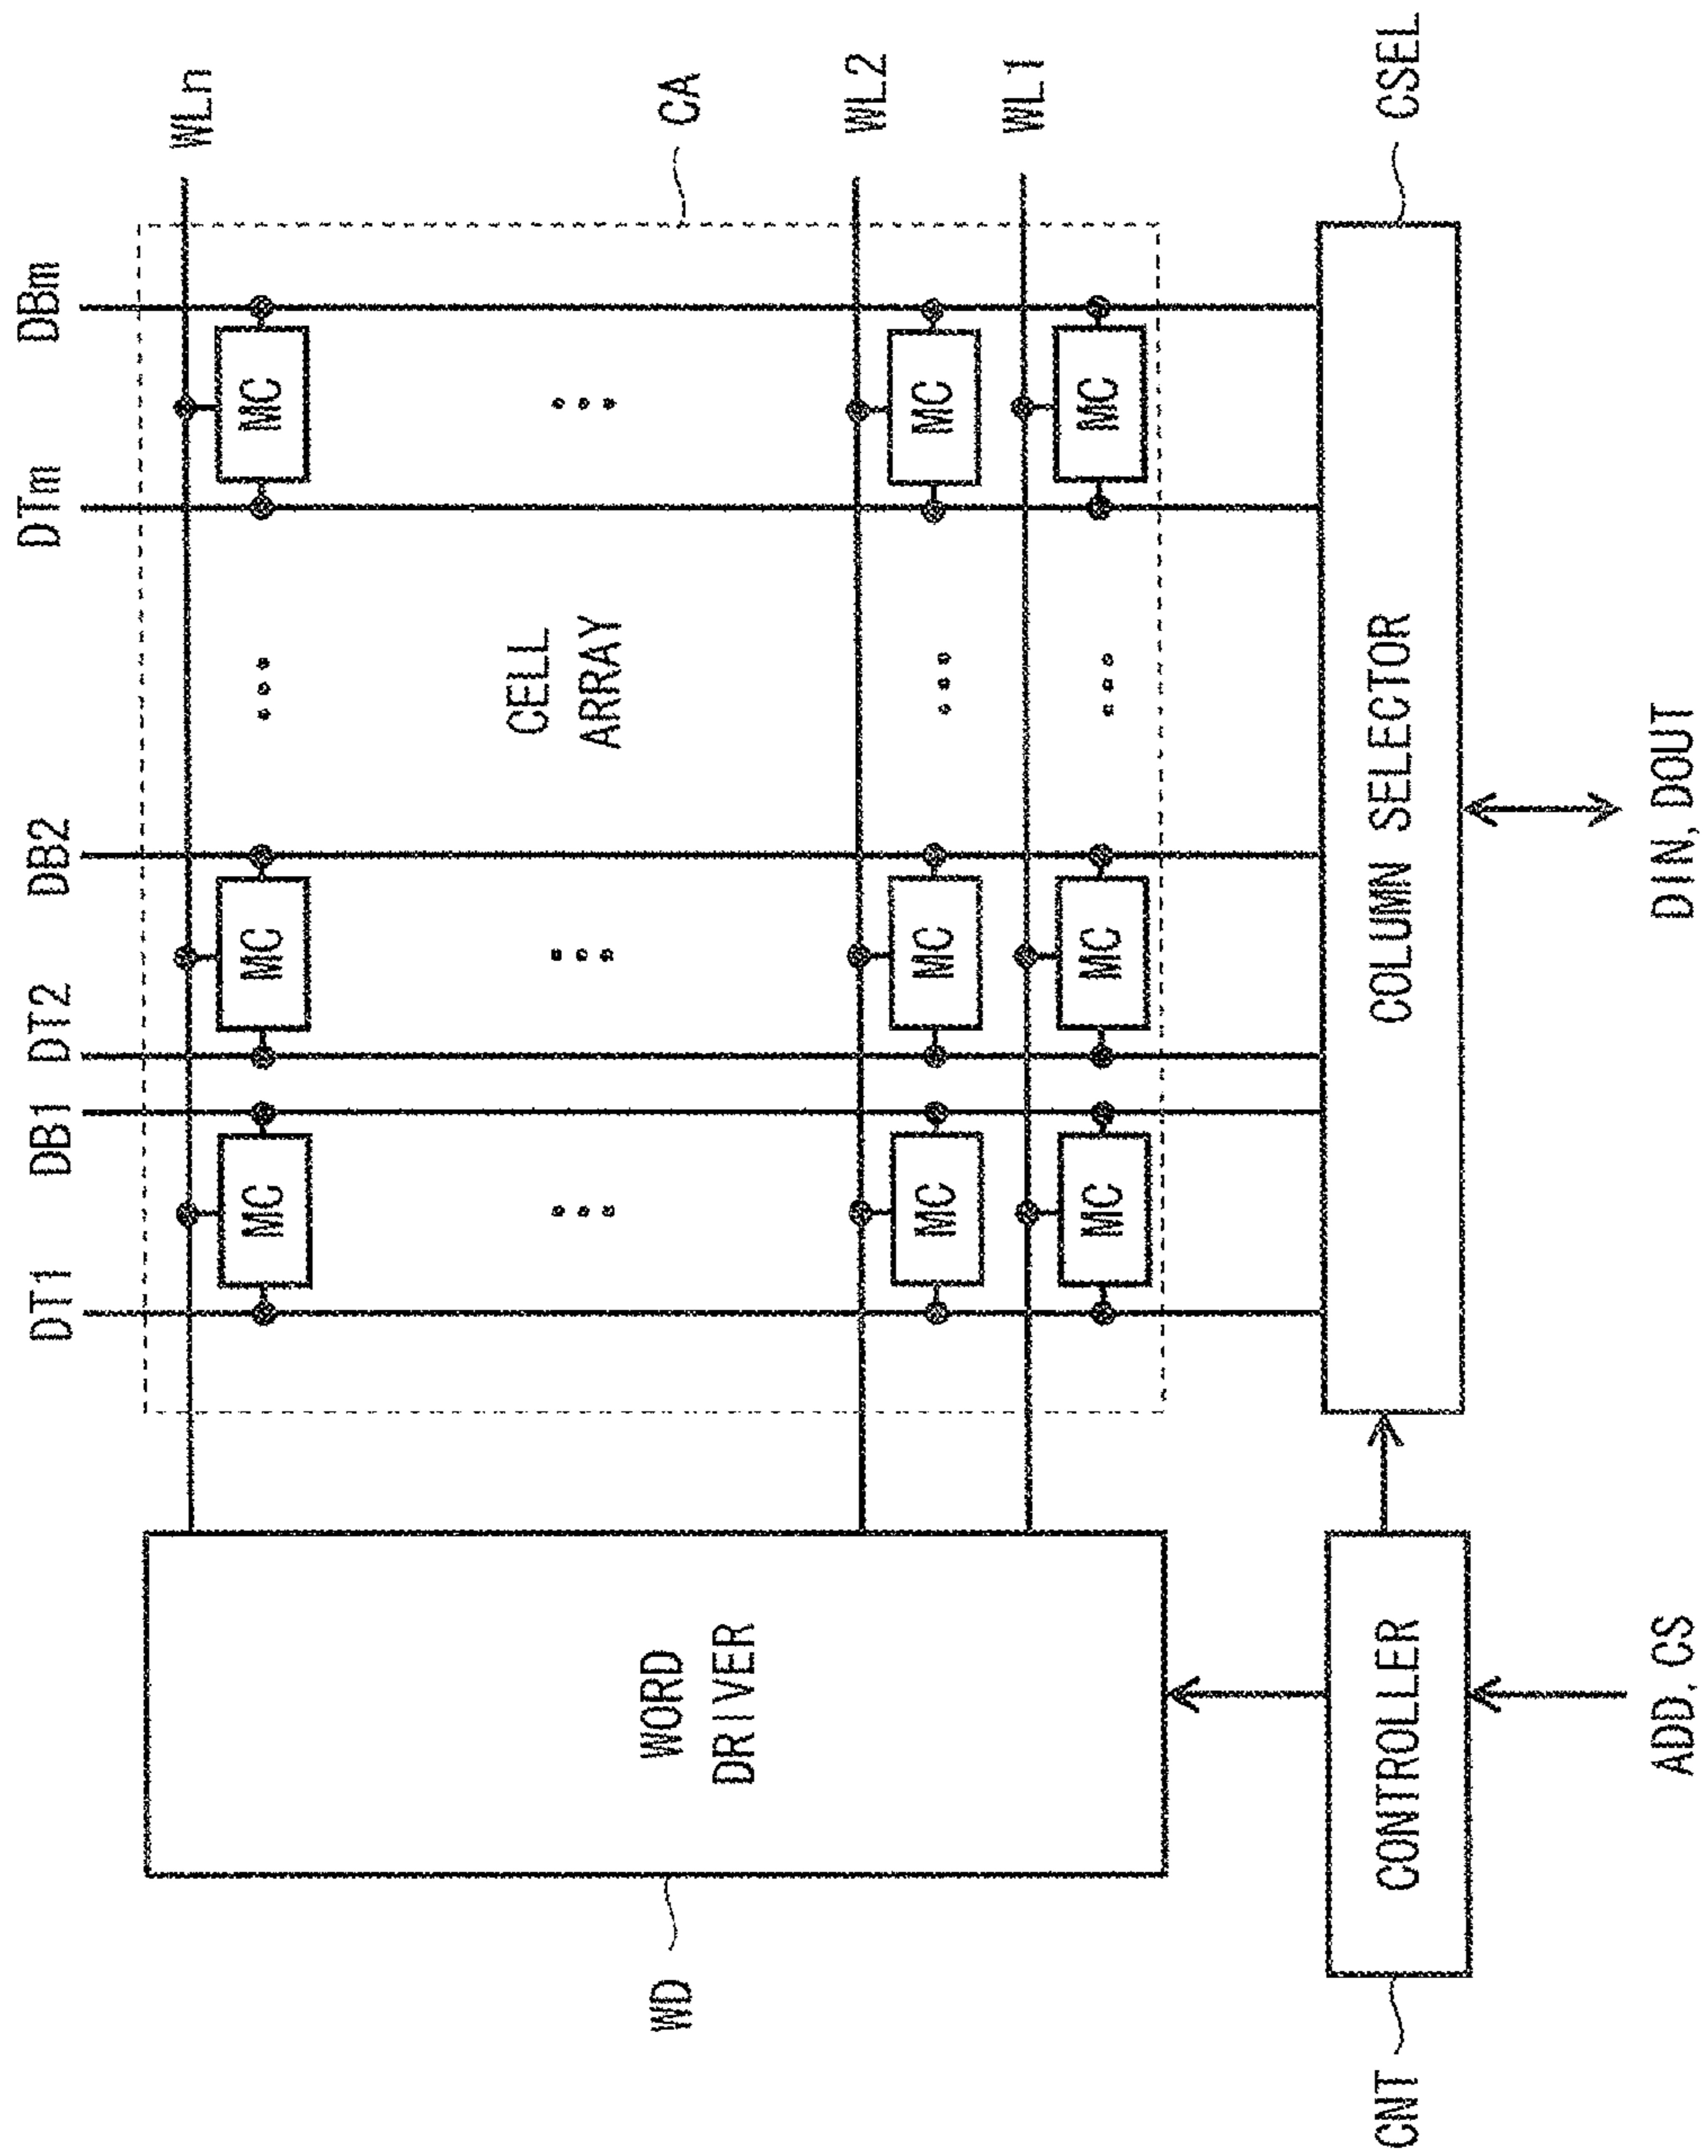 DT1 DB1 DT2 DB2 DTm DBm
WLn
MC MC MC
CELL
ARRAY
CA
WORD
DRIVER
WD
WL2
MC MC MC
WL1
MC MC MC
CNT
CONTROLLER
COLUMN SELECTOR
CSEL
ADD, CS
DIN, DOUT